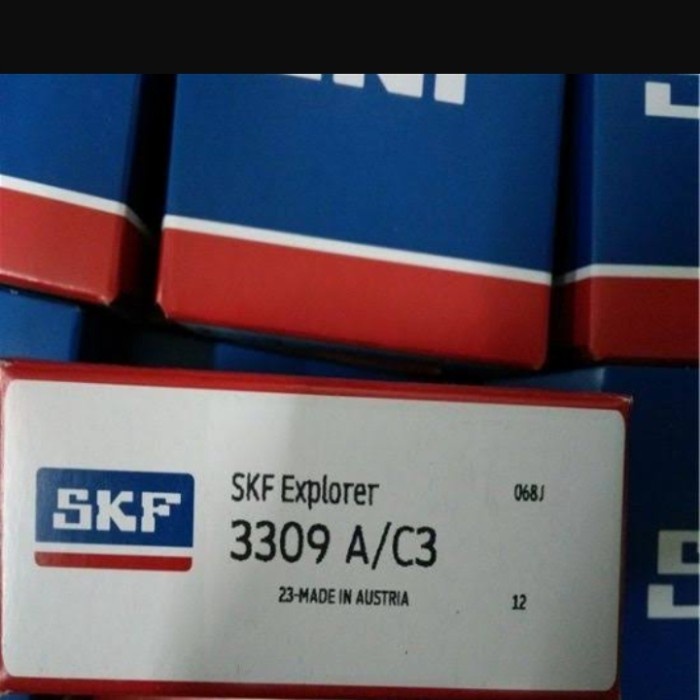 SKF
SKF Explorer
068J
3309 A/C3
23-MADE IN AUSTRIA
12